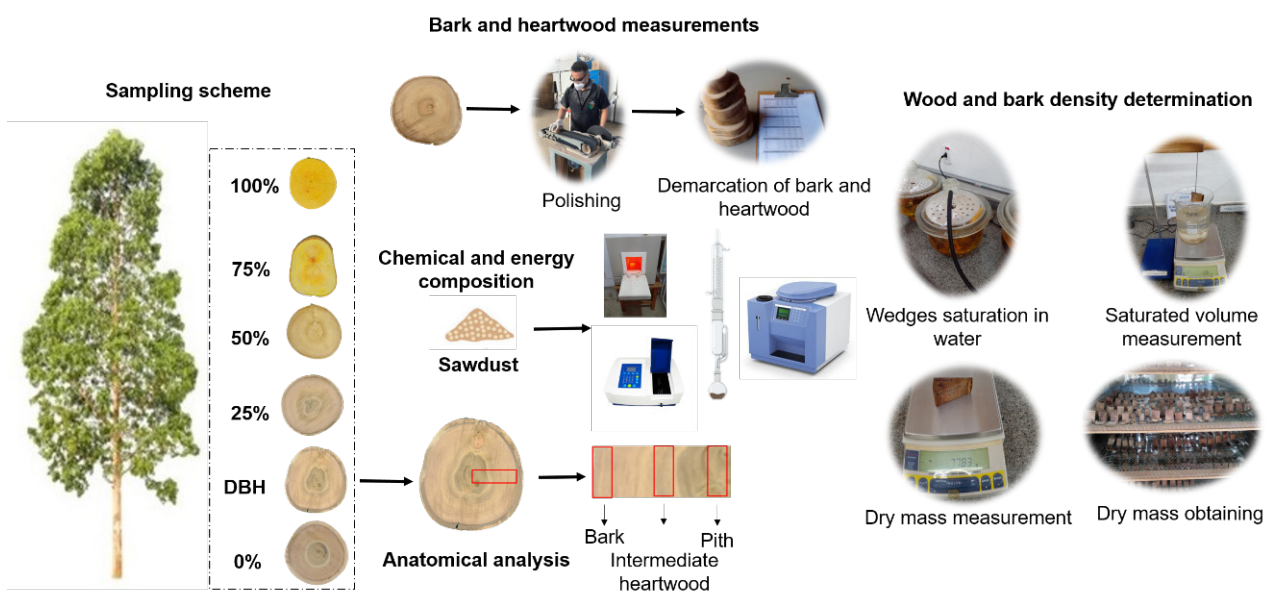 Bark and heartwood measurements
Sampling scheme
100%
75%
50%
25%
DBH
0%
Polishing
Demarcation of bark and
heartwood
Chemical and energy
composition
Sawdust
Anatomical analysis
Bark
Intermediate
heartwood
Pith
Wood and bark density determination
Wedges saturation in
water
Saturated volume
measurement
Dry mass measurement
Dry mass obtaining